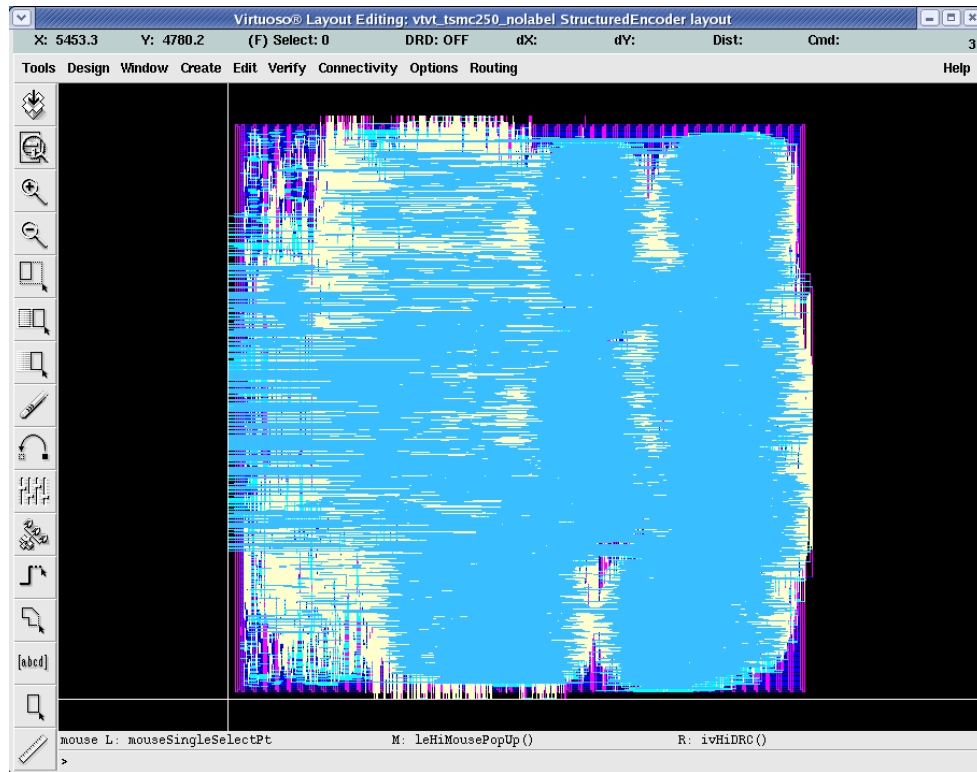 Virtuoso® Layout Editing: vtvt_tsmc250_nolabel StructuredEncoder layout
X: 5453.3 Y: 4780.2 (F) Select: 0 DRD: OFF dX: dY: Dist: Cmd: 3
Tools Design Window Create Edit Verify Connectivity Options Routing Help
[abcd]
mouse L: mouseSingleSelectPt M: leHiMousePopUp() R: ivHiDRC()
>